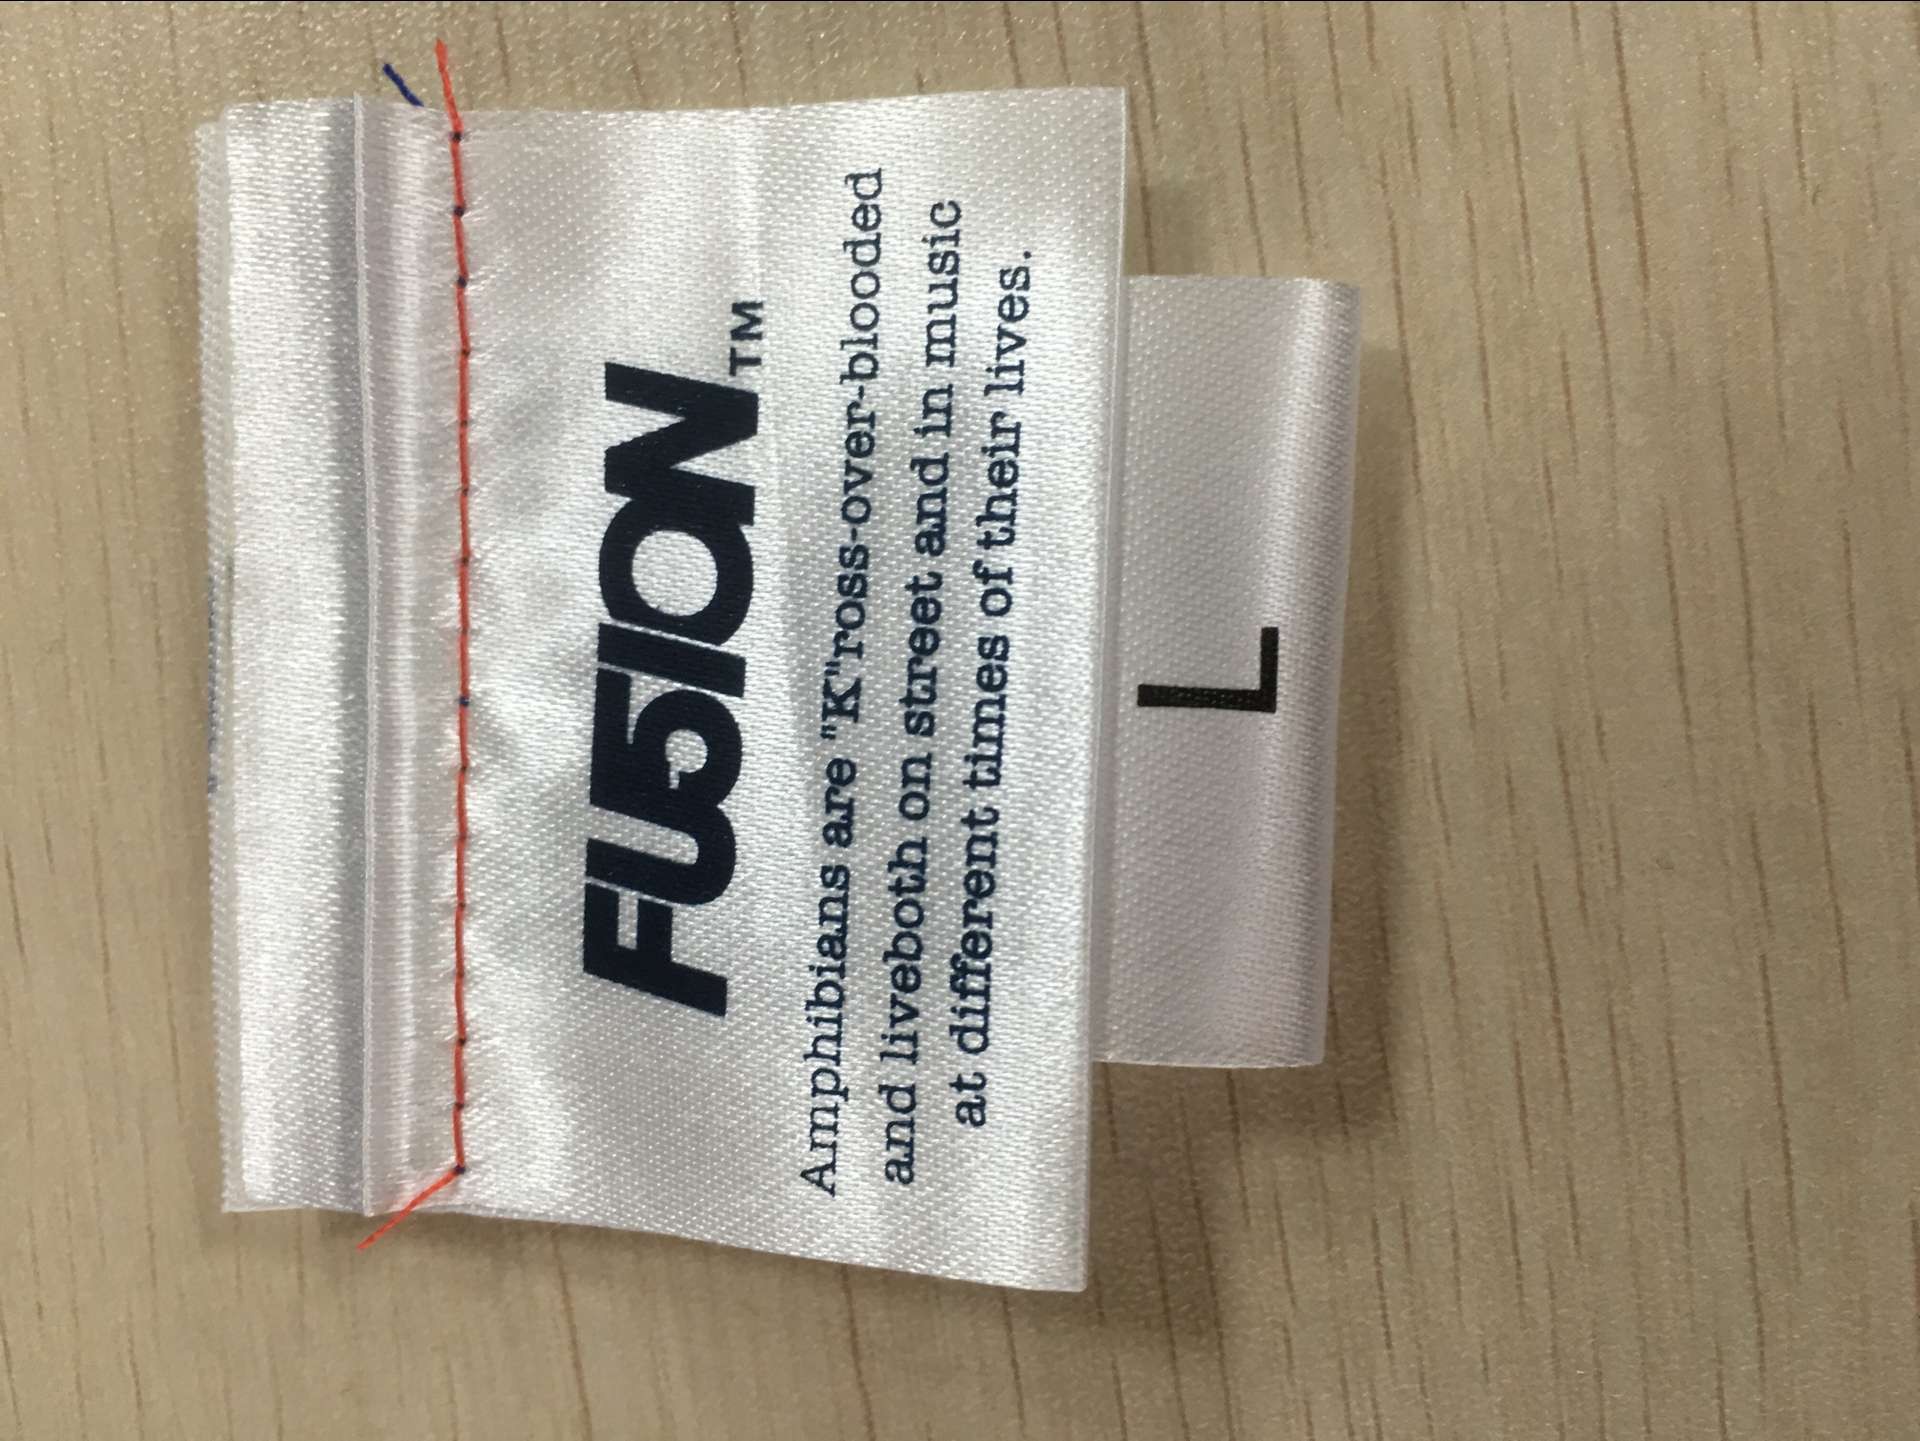 FU5ION™
Amphibians are "K"ross-over-blooded
and liveboth on street and in music
at different times of their lives.
L